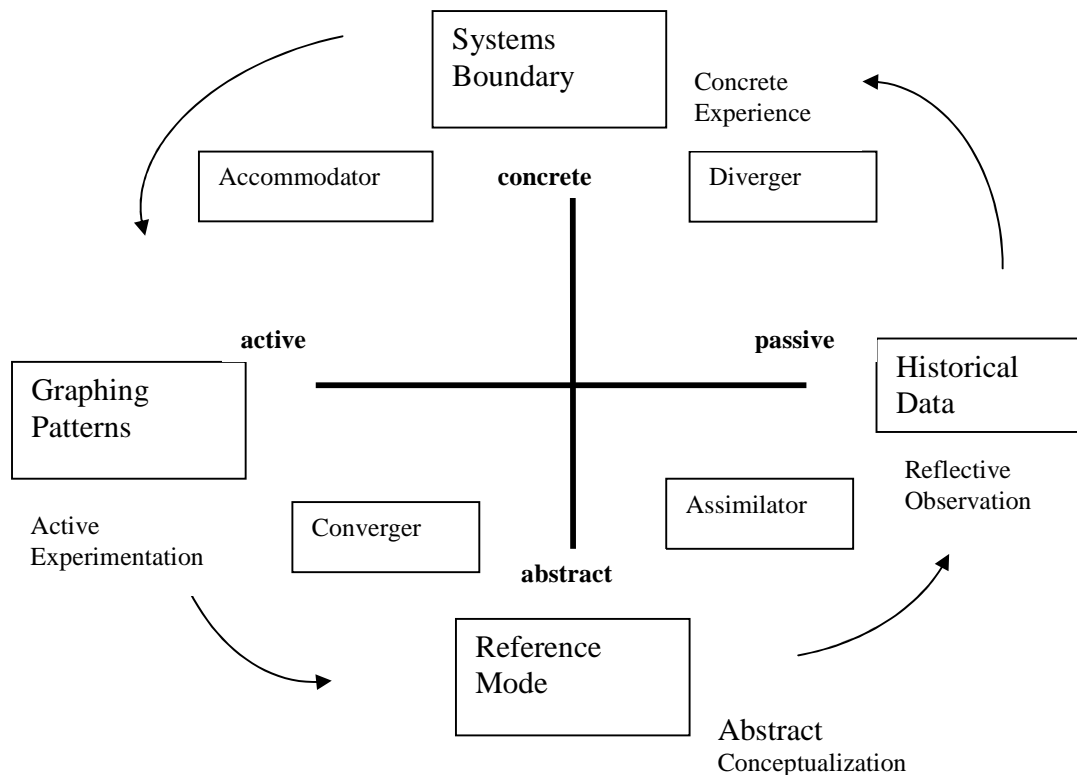 Systems
Boundary
Concrete
Experience
Accommodator
concrete
Diverger
active
passive
Graphing
Patterns
Historical
Data
Reflective
Observation
Assimilator
Active
Experimentation
Converger
abstract
Reference
Mode
Abstract
Conceptualization